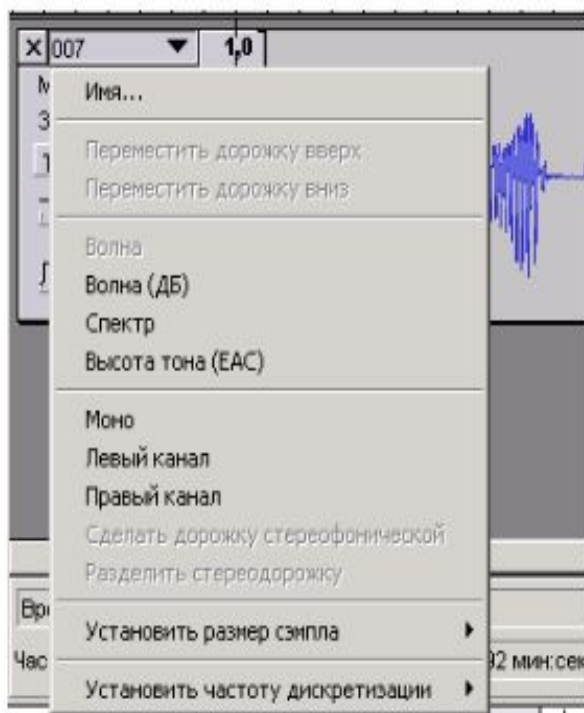 007 1,0
Имя...
Переместить дорожку вверх
Переместить дорожку вниз
Волна
Волна (ДБ)
Спектр
Высота тона (EAC)
Моно
Левый канал
Правый канал
Сделать дорожку стереофонической
Разделить стереодорожку
Установить размер сэмпла
Установить частоту дискретизации
92 мин:сек